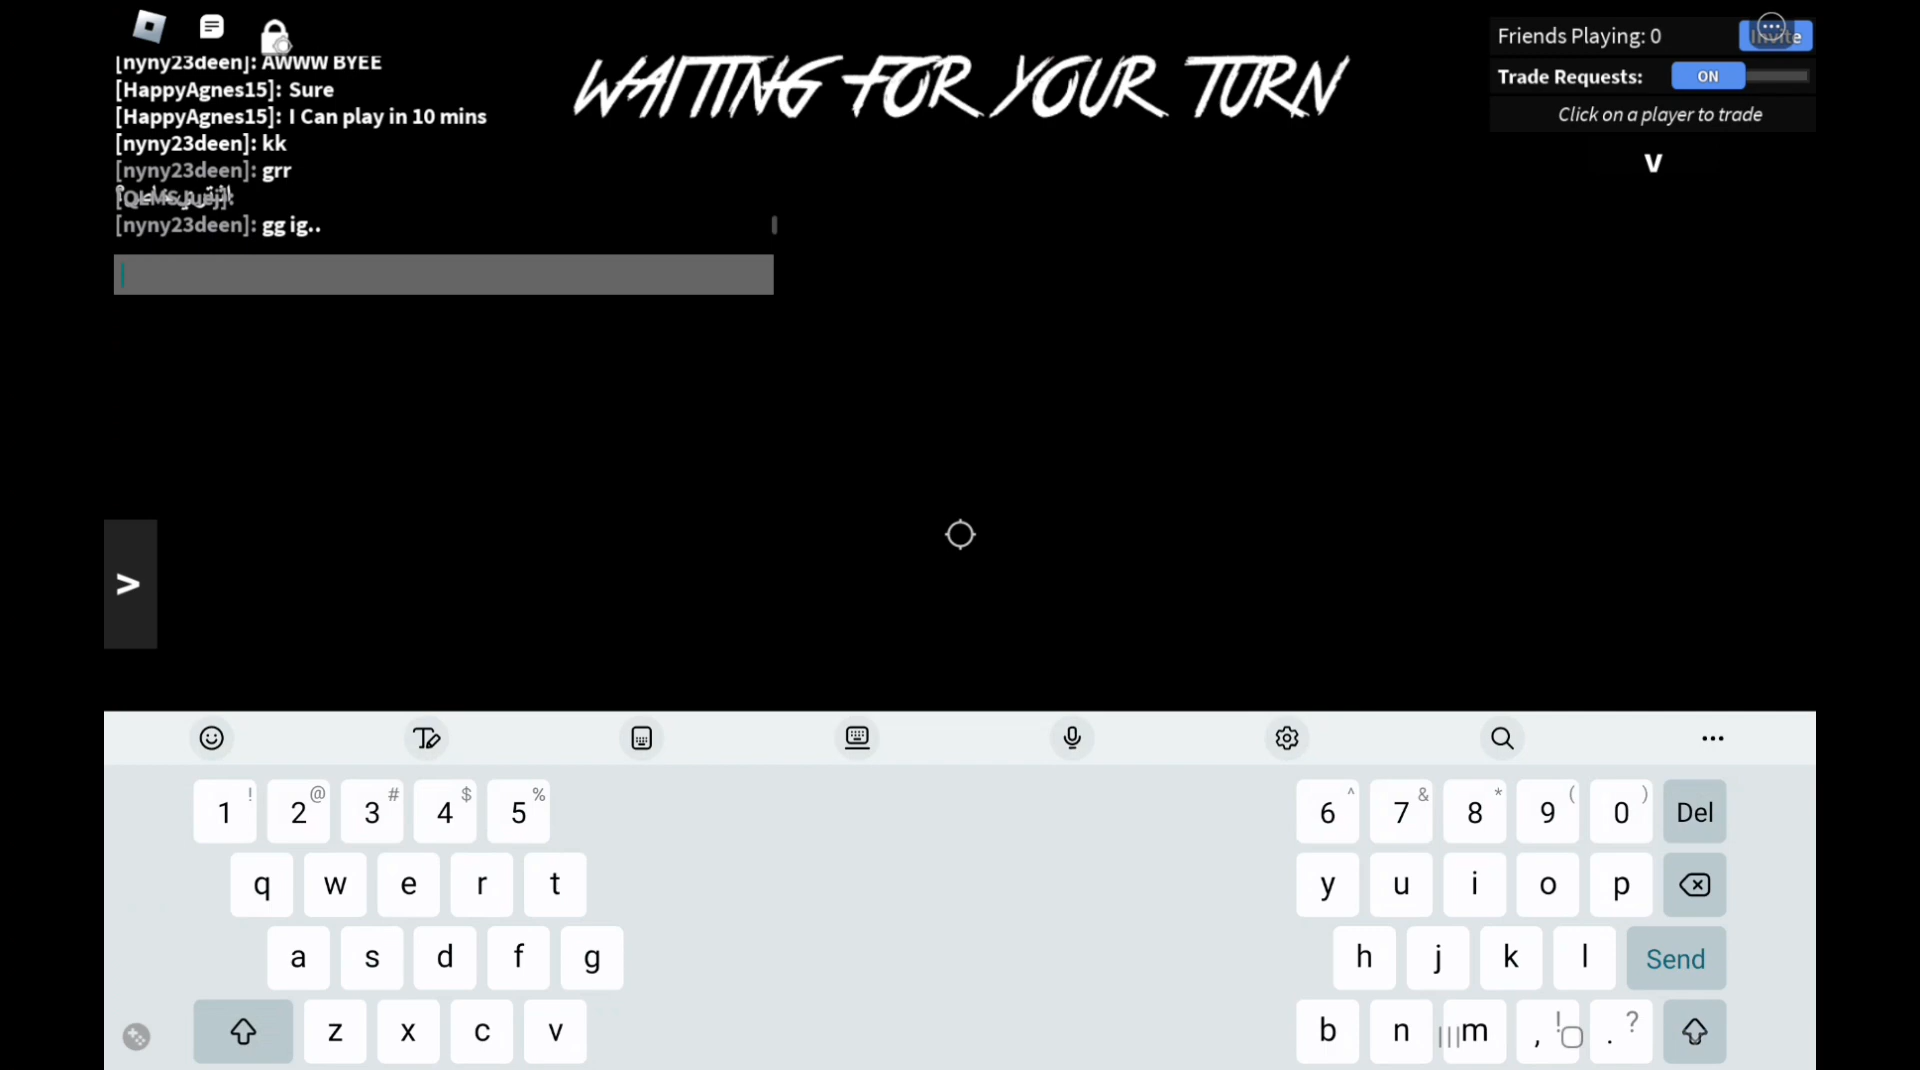 WAITING FOR YOUR TURN
Friends Playing: 0
Trade Requests: ON
Click on a player to trade
V
[nyny23deen]: AWWW BYEE
[HappyAgnes15]: Sure
[HappyAgnes15]: I Can play in 10 mins
[nyny23deen]: kk
[nyny23deen]: grr
[nyny23deen]: gg ig..
>
1 ! 2 @ 3 # 4 $ 5 % 6 ^ 7 & 8 * 9 ( 0 ) Del
q w e r t y u i o p
a s d f g h j k l Send
z x c v b n m , ! . ?